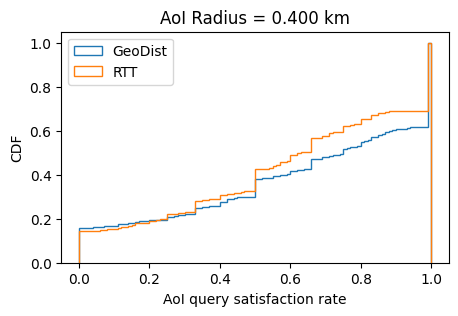 AoI Radius = 0.400 km
GeoDist
RTT
CDF
1.0
0.8
0.6
0.4
0.2
0.0
0.0 0.2 0.4 0.6 0.8 1.0
AoI query satisfaction rate